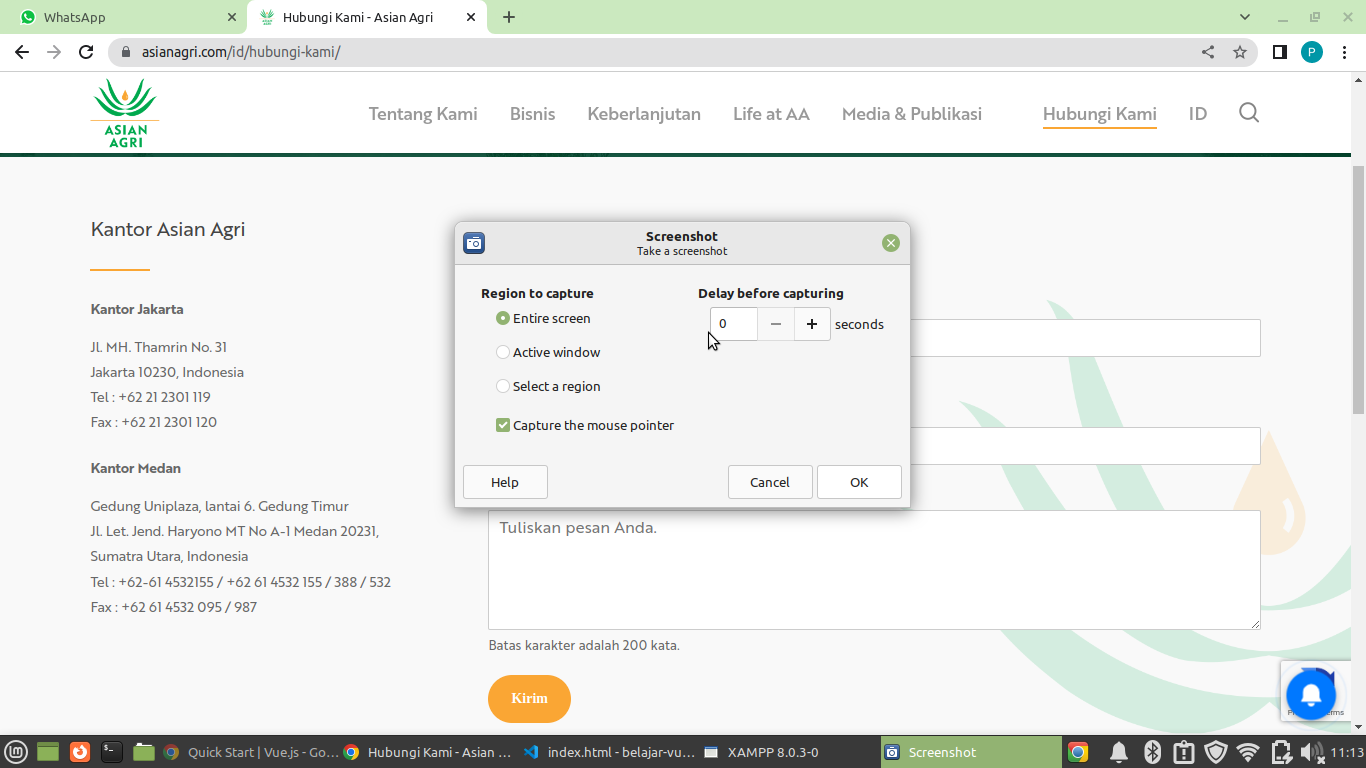 WhatsApp
Hubungi Kami - Asian Agri
asianagri.com/id/hubungi-kami/
P
ASIAN
AGRI
Tentang Kami
Bisnis
Keberlanjutan
Life at AA
Media & Publikasi
Hubungi Kami
ID
Kantor Asian Agri
Kantor Jakarta
Jl. MH. Thamrin No. 31
Jakarta 10230, Indonesia
Tel : +62 21 2301 119
Fax : +62 21 2301 120
Kantor Medan
Gedung Uniplaza, lantai 6. Gedung Timur
Jl. Let. Jend. Haryono MT No A-1 Medan 20231,
Sumatra Utara, Indonesia
Tel : +62-61 4532155 / +62 61 4532 155 / 388 / 532
Fax : +62 61 4532 095 / 987
Screenshot
Take a screenshot
Region to capture
Entire screen
Active window
Select a region
Capture the mouse pointer
Delay before capturing
0
seconds
Help
Cancel
OK
Tuliskan pesan Anda.
Batas karakter adalah 200 kata.
Kirim
Quick Start | Vue.js - Go...
Hubungi Kami - Asian ...
index.html - belajar-vu...
XAMPP 8.0.3-0
Screenshot
11:13